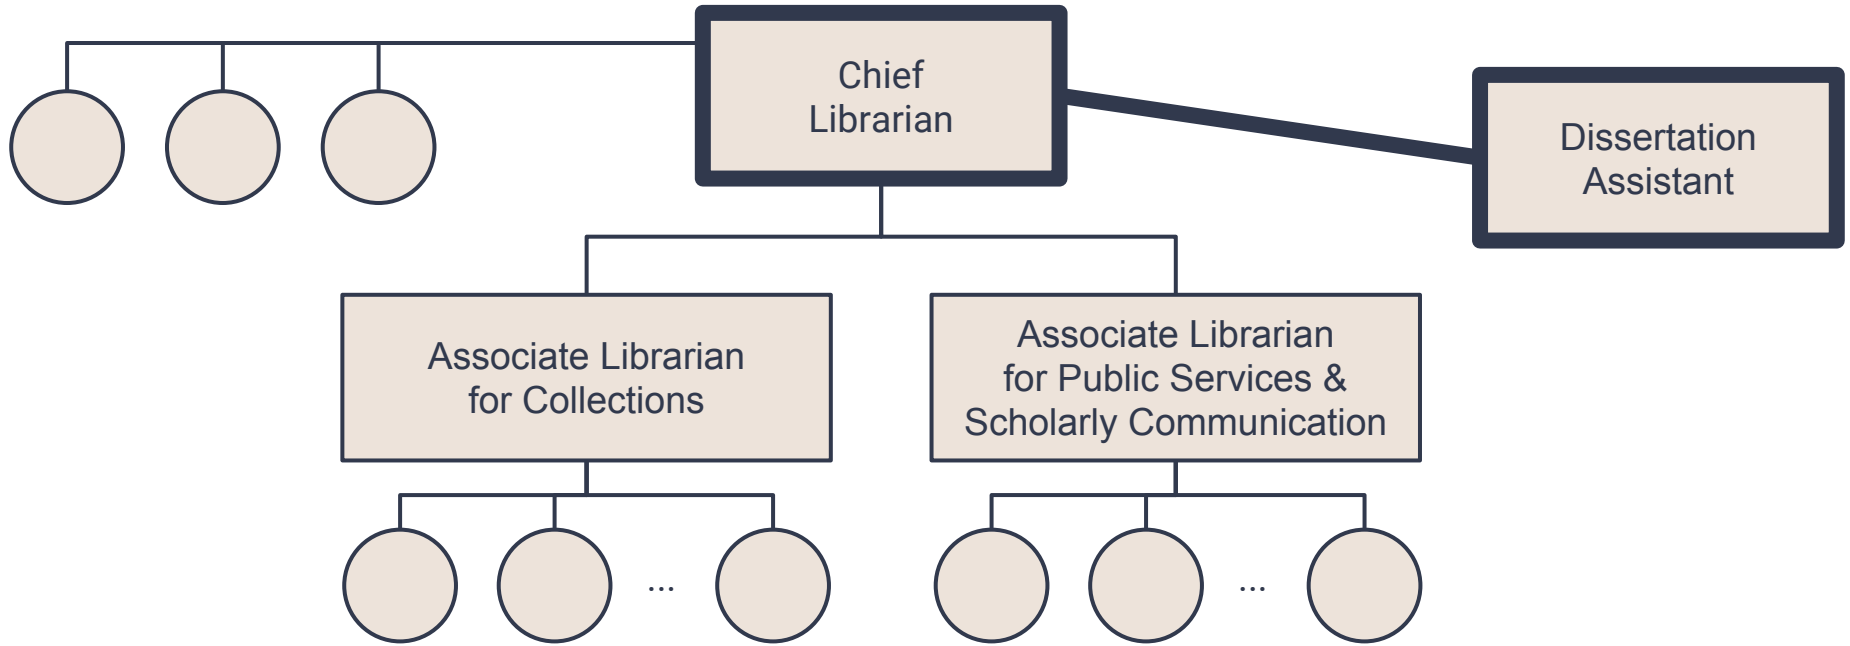 Chief
Librarian
Dissertation
Assistant
Associate Librarian
for Collections
Associate Librarian
for Public Services &
Scholarly Communication
...
...